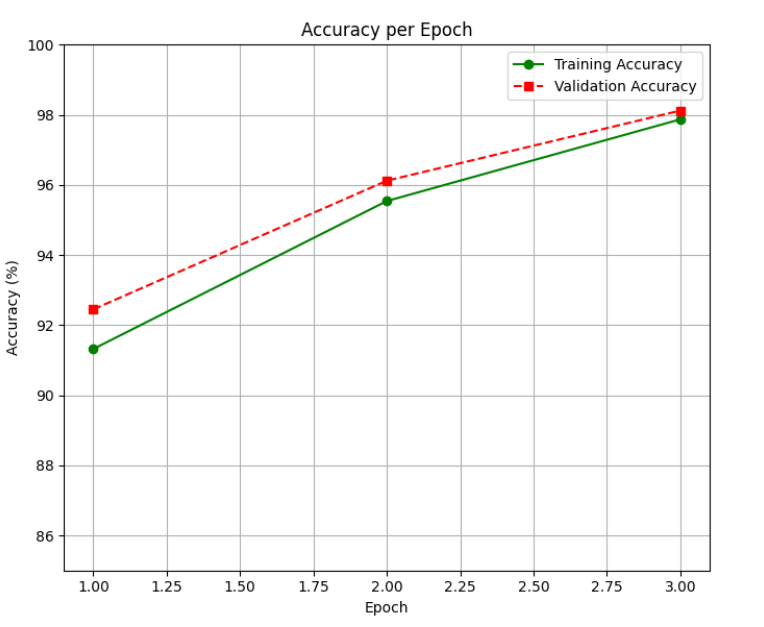 Accuracy per Epoch
Training Accuracy
Validation Accuracy
Accuracy (%)
100
98
96
94
92
90
88
86
1.00 1.25 1.50 1.75 2.00 2.25 2.50 2.75 3.00
Epoch